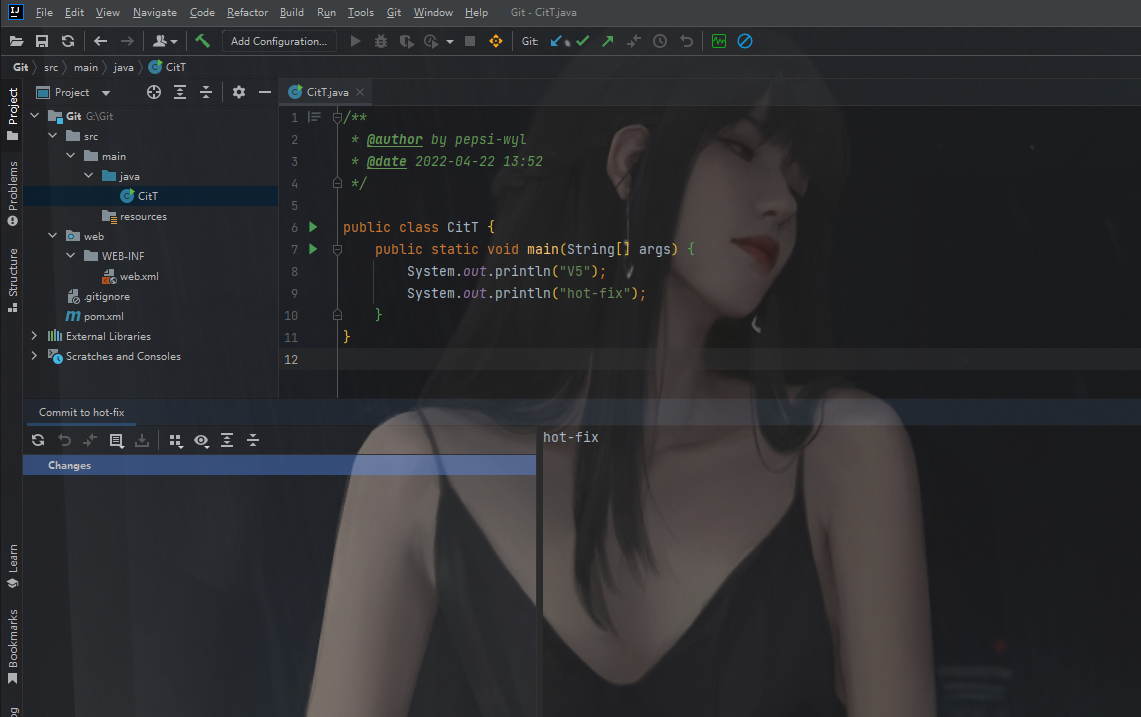 IJ File Edit View Navigate Code Refactor Build Run Tools Git Window Help Git - CitT.java
Add Configuration... Git:
Git src main java CitT
Project
CitT.java
Project
Problems
Structure
Learn
Bookmarks
Git G:\Git
src
main
java
CitT
resources
web
WEB-INF
web.xml
.gitignore
pom.xml
External Libraries
Scratches and Consoles
1 /**
2 * @author by pepsi-wyl
3 * @date 2022-04-22 13:52
4 */
5
6 public class CitT {
7 public static void main(String[] args) {
8 System.out.println("V5");
9 System.out.println("hot-fix");
10 }
11 }
12
Commit to hot-fix
Changes
hot-fix